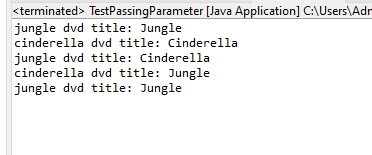 <terminated> TestPassingParameter [Java Application] C:\Users\Adn
jungle dvd title: Jungle
cinderella dvd title: Cinderella
jungle dvd title: Cinderella
cinderella dvd title: Jungle
jungle dvd title: Jungle